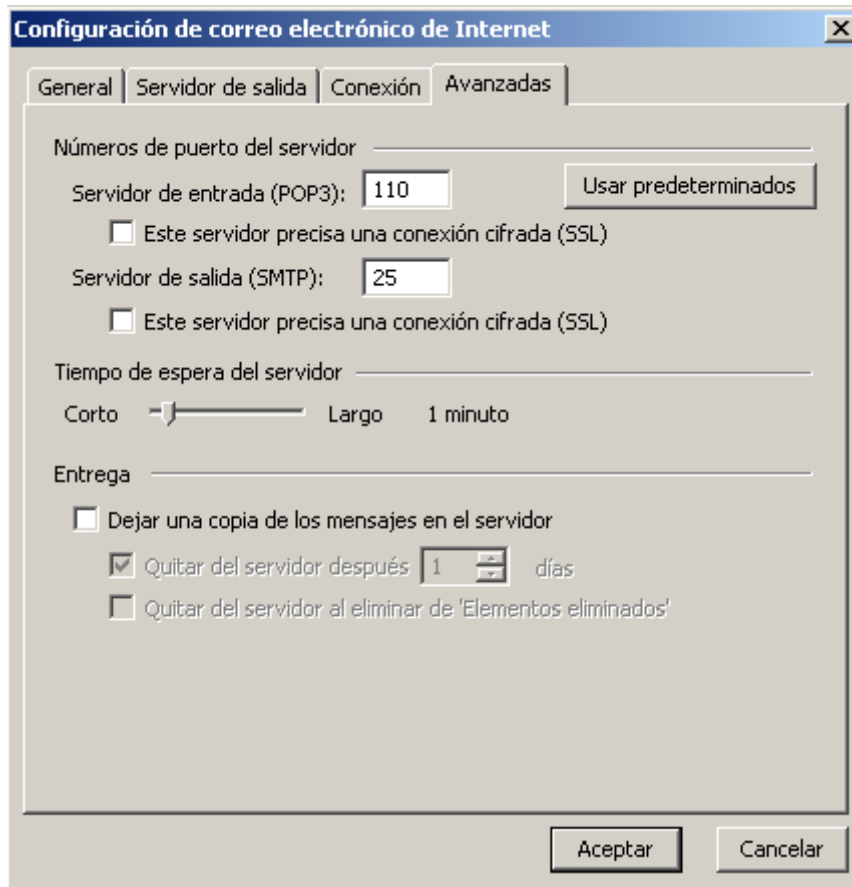 Configuración de correo electrónico de Internet
General Servidor de salida Conexión Avanzadas
Números de puerto del servidor
Servidor de entrada (POP3): 110 Usar predeterminados
Este servidor precisa una conexión cifrada (SSL)
Servidor de salida (SMTP): 25
Este servidor precisa una conexión cifrada (SSL)
Tiempo de espera del servidor
Corto Largo 1 minuto
Entrega
Dejar una copia de los mensajes en el servidor
Quitar del servidor después 1 días
Quitar del servidor al eliminar de 'Elementos eliminados'
Aceptar Cancelar